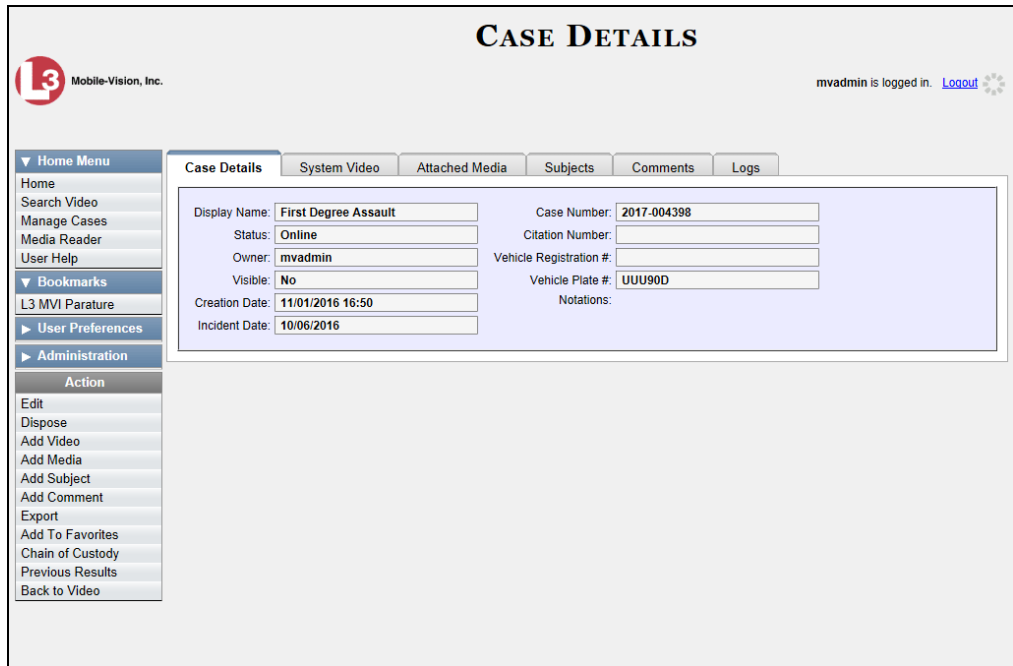 CASE DETAILS
L3 Mobile-Vision, Inc.
mvadmin is logged in. Logout
▼ Home Menu
Home
Search Video
Manage Cases
Media Reader
User Help
▼ Bookmarks
L3 MVI Parature
▶ User Preferences
▶ Administration
Action
Edit
Dispose
Add Video
Add Media
Add Subject
Add Comment
Export
Add To Favorites
Chain of Custody
Previous Results
Back to Video
Case Details System Video Attached Media Subjects Comments Logs
Display Name: First Degree Assault Case Number: 2017-004398
Status: Online Citation Number:
Owner: mvadmin Vehicle Registration #:
Visible: No Vehicle Plate #: UUU90D
Creation Date: 11/01/2016 16:50 Notations:
Incident Date: 10/06/2016